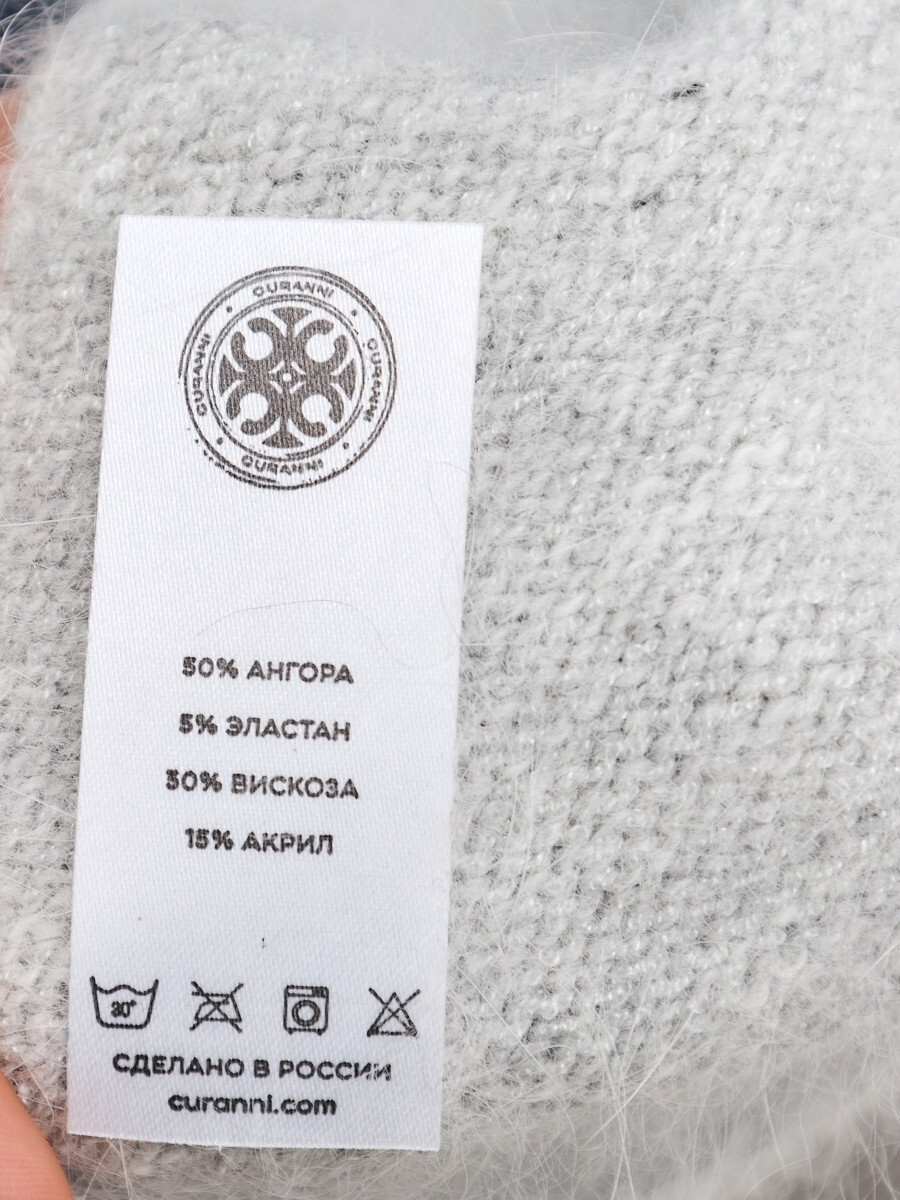 CURANNI
CURANNI
CURANNI
CURANNI
50% АНГОРА
5% ЭЛАСТАН
30% ВИСКОЗА
15% АКРИЛ
30°
СДЕЛАНО В РОССИИ
curanni.com